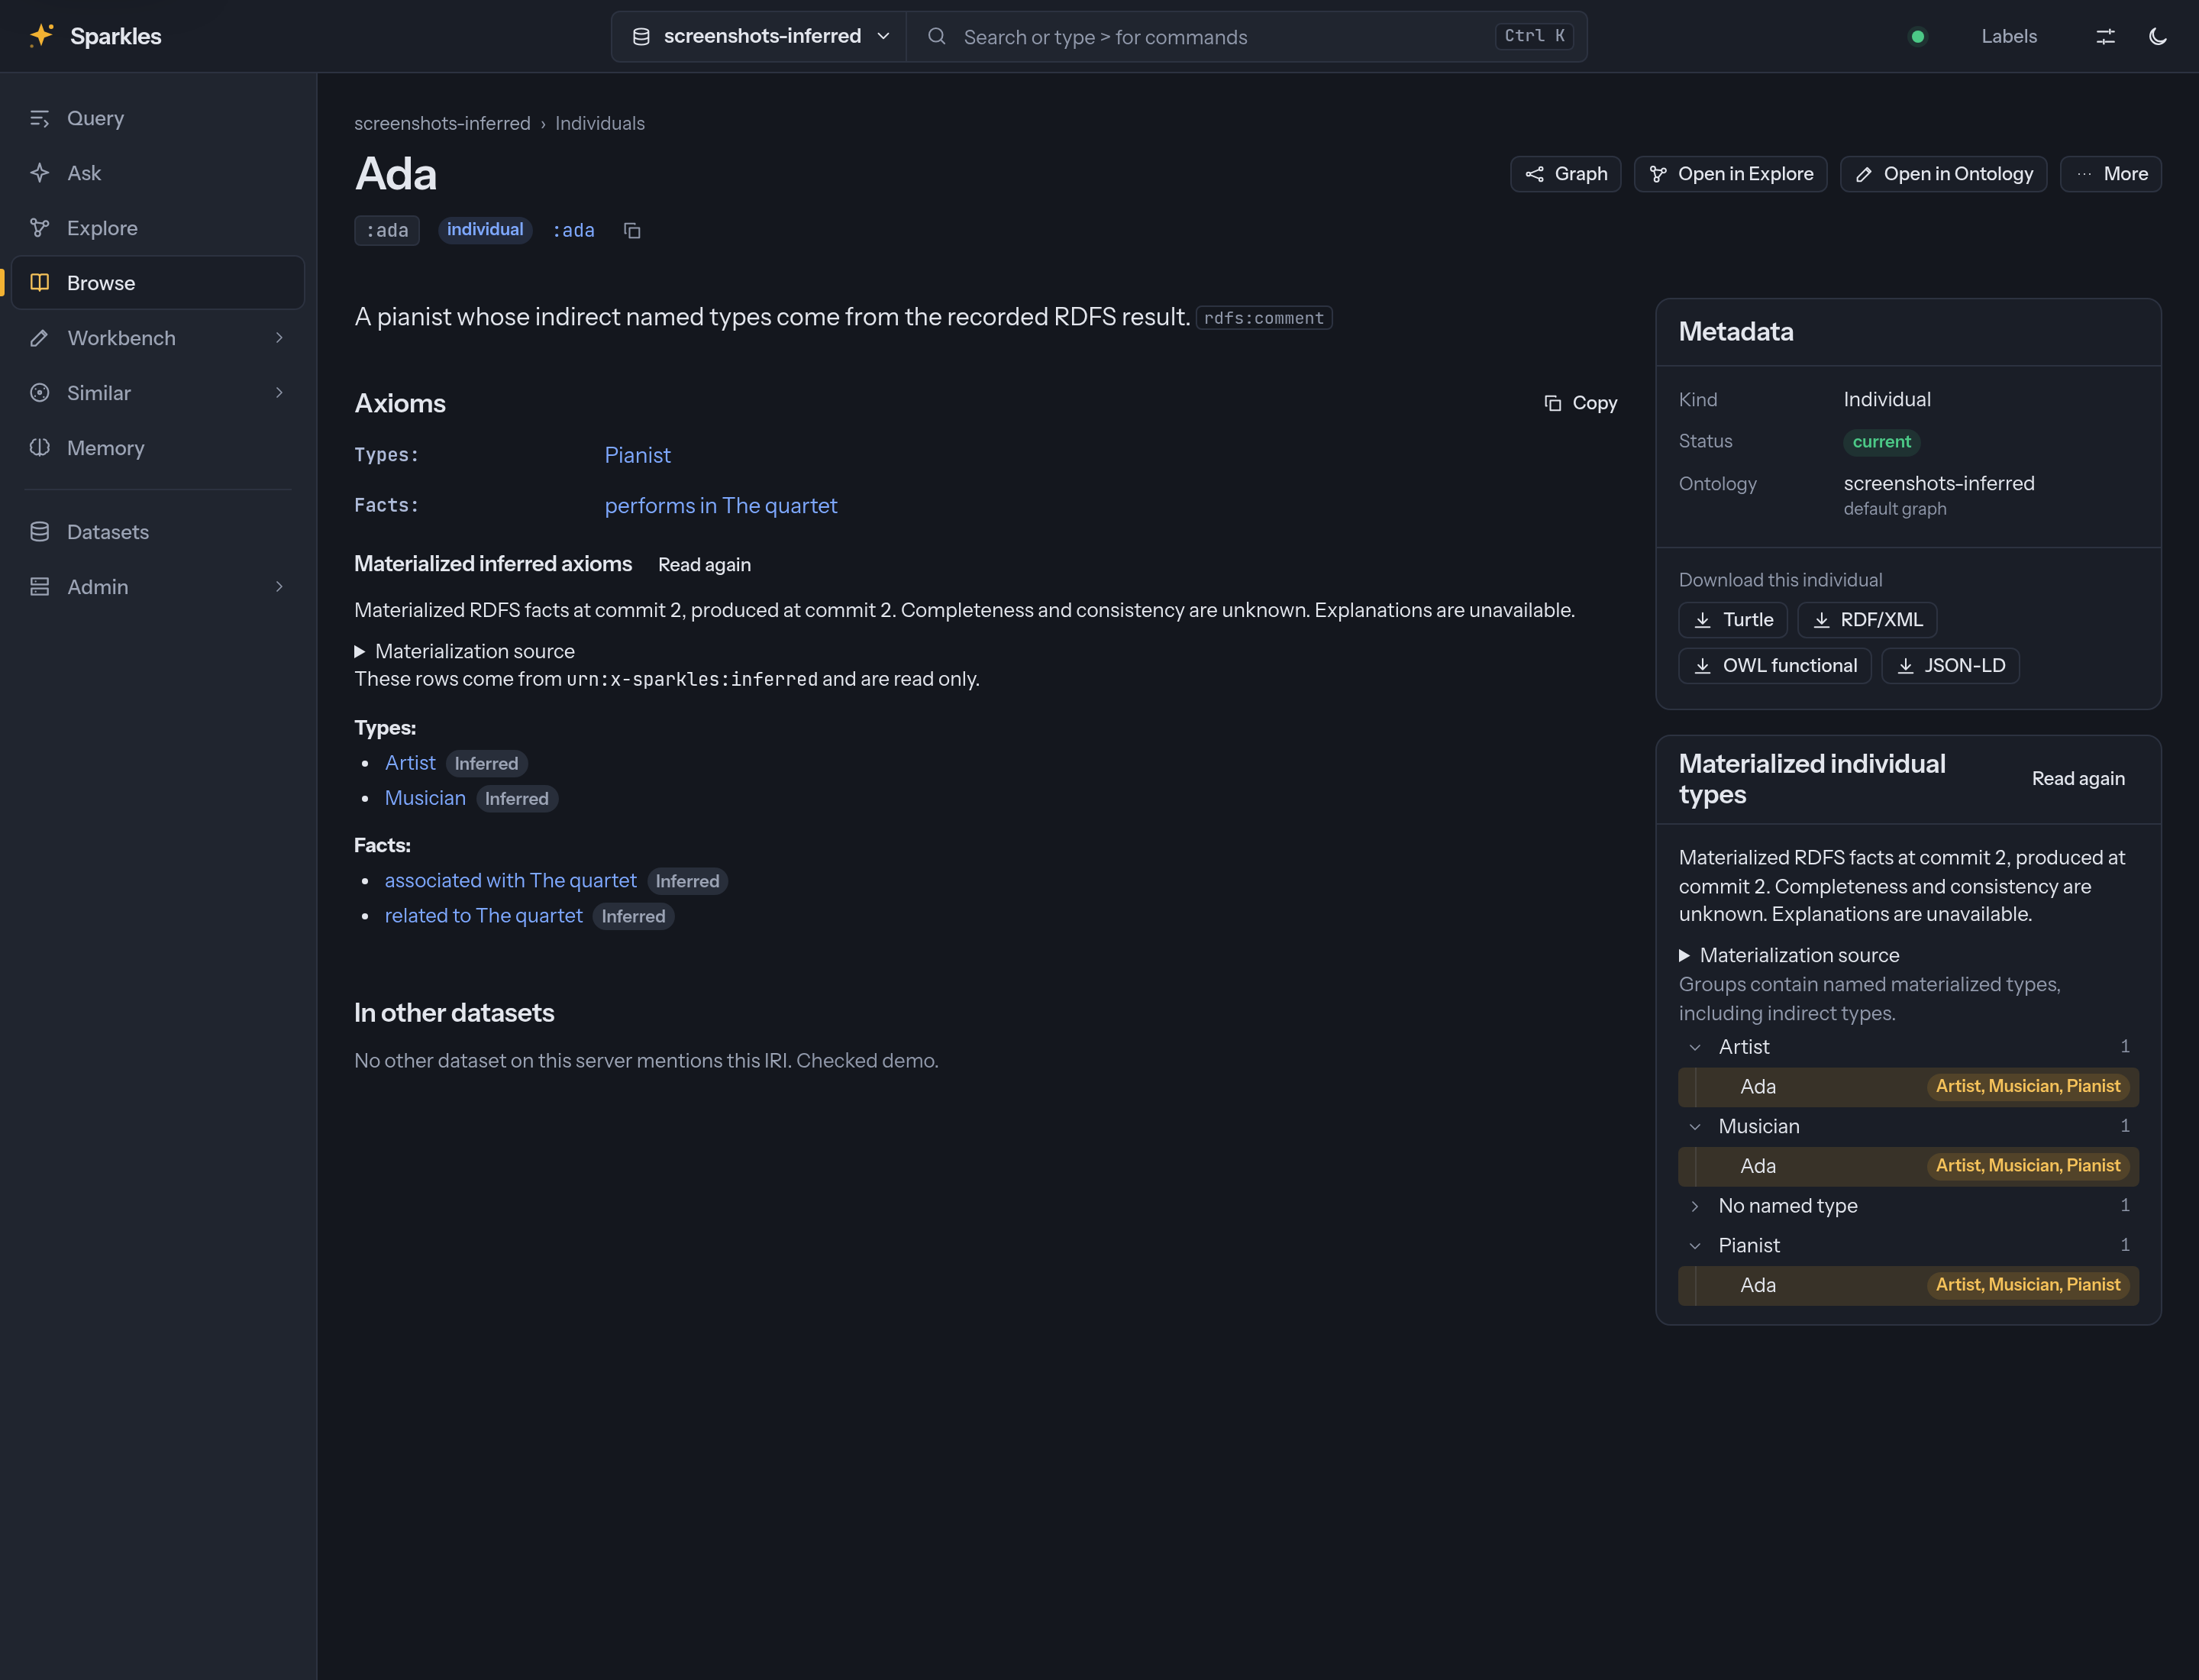 Sparkles
screenshots-inferred
Search or type > for commands
Ctrl K
Labels
Query
Ask
Explore
Browse
Workbench
Similar
Memory
Datasets
Admin
screenshots-inferred › Individuals
Ada
Graph
Open in Explore
Open in Ontology
··· More
:ada individual :ada
A pianist whose indirect named types come from the recorded RDFS result. rdfs:comment
Axioms
Copy
Types: Pianist
Facts: performs in The quartet
Materialized inferred axioms Read again
Materialized RDFS facts at commit 2, produced at commit 2. Completeness and consistency are unknown. Explanations are unavailable.
Materialization source
These rows come from urn:x-sparkles:inferred and are read only.
Types:
• Artist Inferred
• Musician Inferred
Facts:
• associated with The quartet Inferred
• related to The quartet Inferred
In other datasets
No other dataset on this server mentions this IRI. Checked demo.
Metadata
Kind Individual
Status current
Ontology screenshots-inferred
default graph
Download this individual
Turtle
RDF/XML
OWL functional
JSON-LD
Materialized individual
types
Read again
Materialized RDFS facts at commit 2, produced at
commit 2. Completeness and consistency are
unknown. Explanations are unavailable.
Materialization source
Groups contain named materialized types,
including indirect types.
Artist 1
Ada Artist, Musician, Pianist
Musician 1
Ada Artist, Musician, Pianist
No named type 1
Pianist 1
Ada Artist, Musician, Pianist